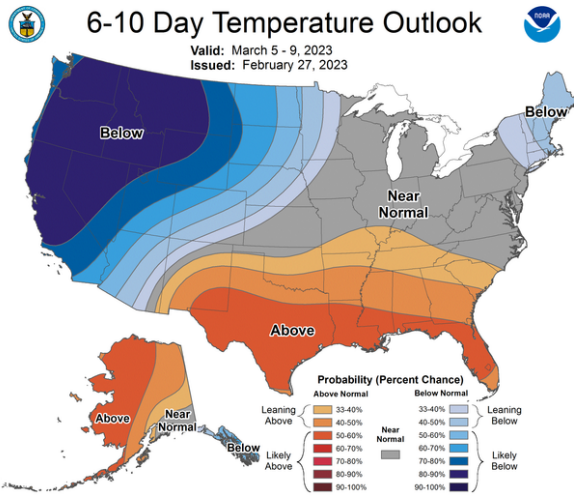 6-10 Day Temperature Outlook
NOAA
Valid: March 5 - 9, 2023
Issued: February 27, 2023
Below
Below
Near
Normal
Above
Above
Near
Normal
Below
Probability (Percent Chance)
Above Normal
Below Normal
Leaning
Above
33-40%
40-50%
Likely
Above
50-60%
60-70%
70-80%
80-90%
90-100%
Near
Normal
33-40%
40-50%
Leaning
Below
50-60%
60-70%
70-80%
80-90%
90-100%
Likely
Below